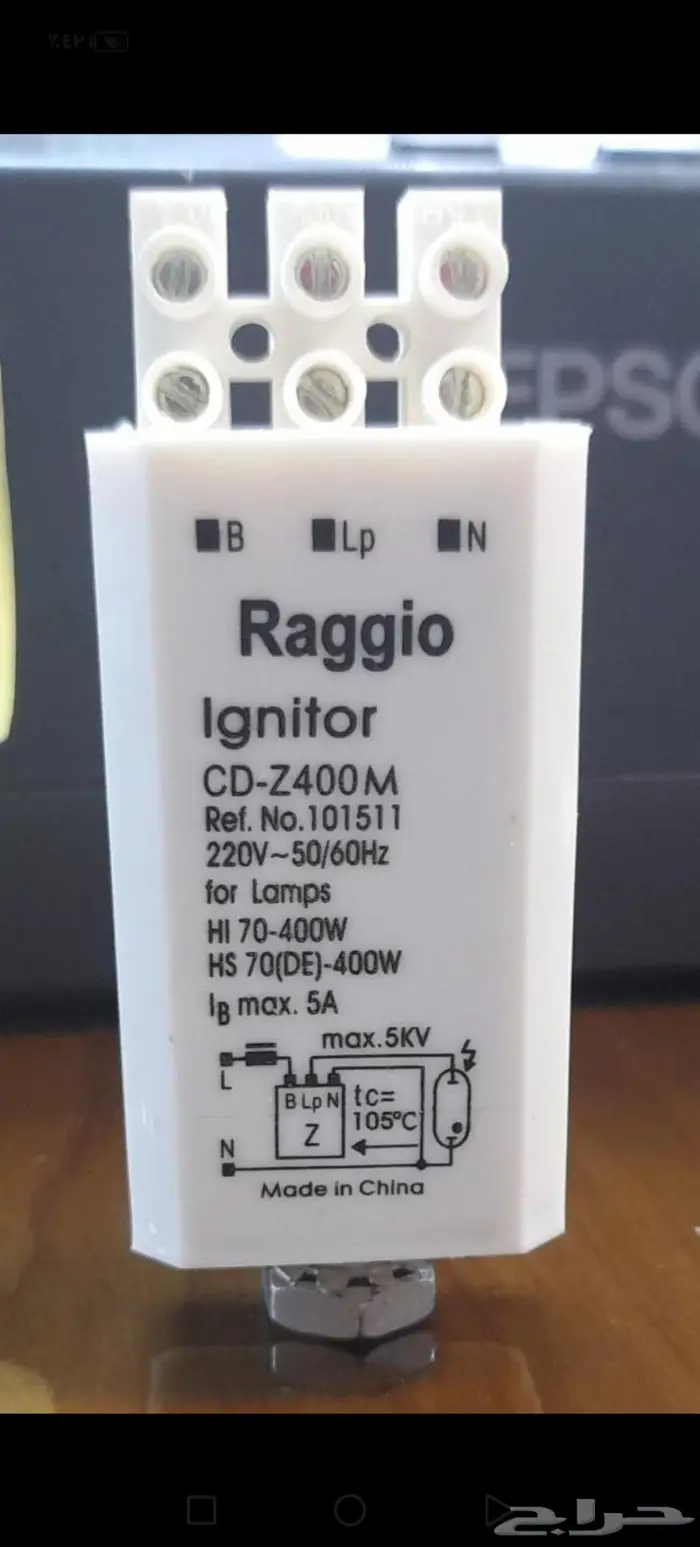 EPSO
B Lp N
Raggio
Ignitor
CD-Z400M
Ref. No.101511
220V~50/60Hz
for Lamps
HI 70-400W
HS 70(DE)-400W
IB max. 5A
max.5KV
L
B Lp N
tc=
105°C
Z
N
Made in China
حراج